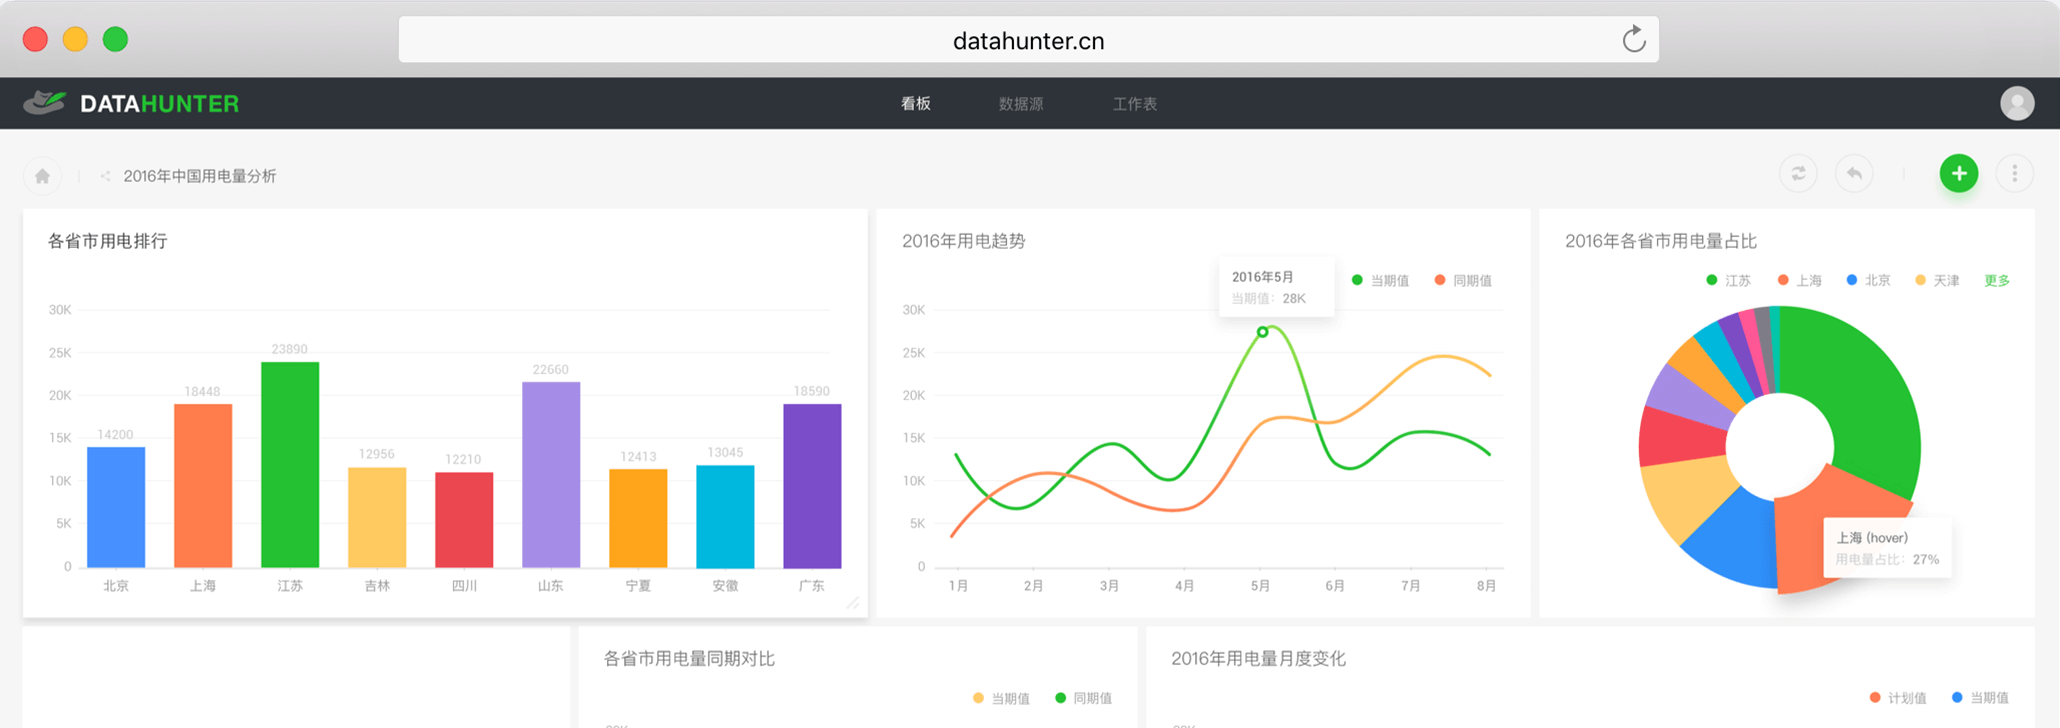 datahunter.cn
DATAHUNTER
看板 数据源 工作表
2016年中国用电量分析
各省市用电排行
30K
25K
20K
15K
10K
5K
0
14200
18448
23890
12956
12210
22660
12413
13045
18590
北京 上海 江苏 吉林 四川 山东 宁夏 安徽 广东
2016年用电趋势
2016年5月
当期值: 28K
当期值 同期值
30K
25K
20K
15K
10K
5K
0
1月 2月 3月 4月 5月 6月 7月 8月
2016年各省市用电量占比
江苏 上海 北京 天津 更多
上海 (hover)
用电量占比: 27%
各省市用电量同期对比
当期值 同期值
2016年用电量月度变化
计划值 当期值